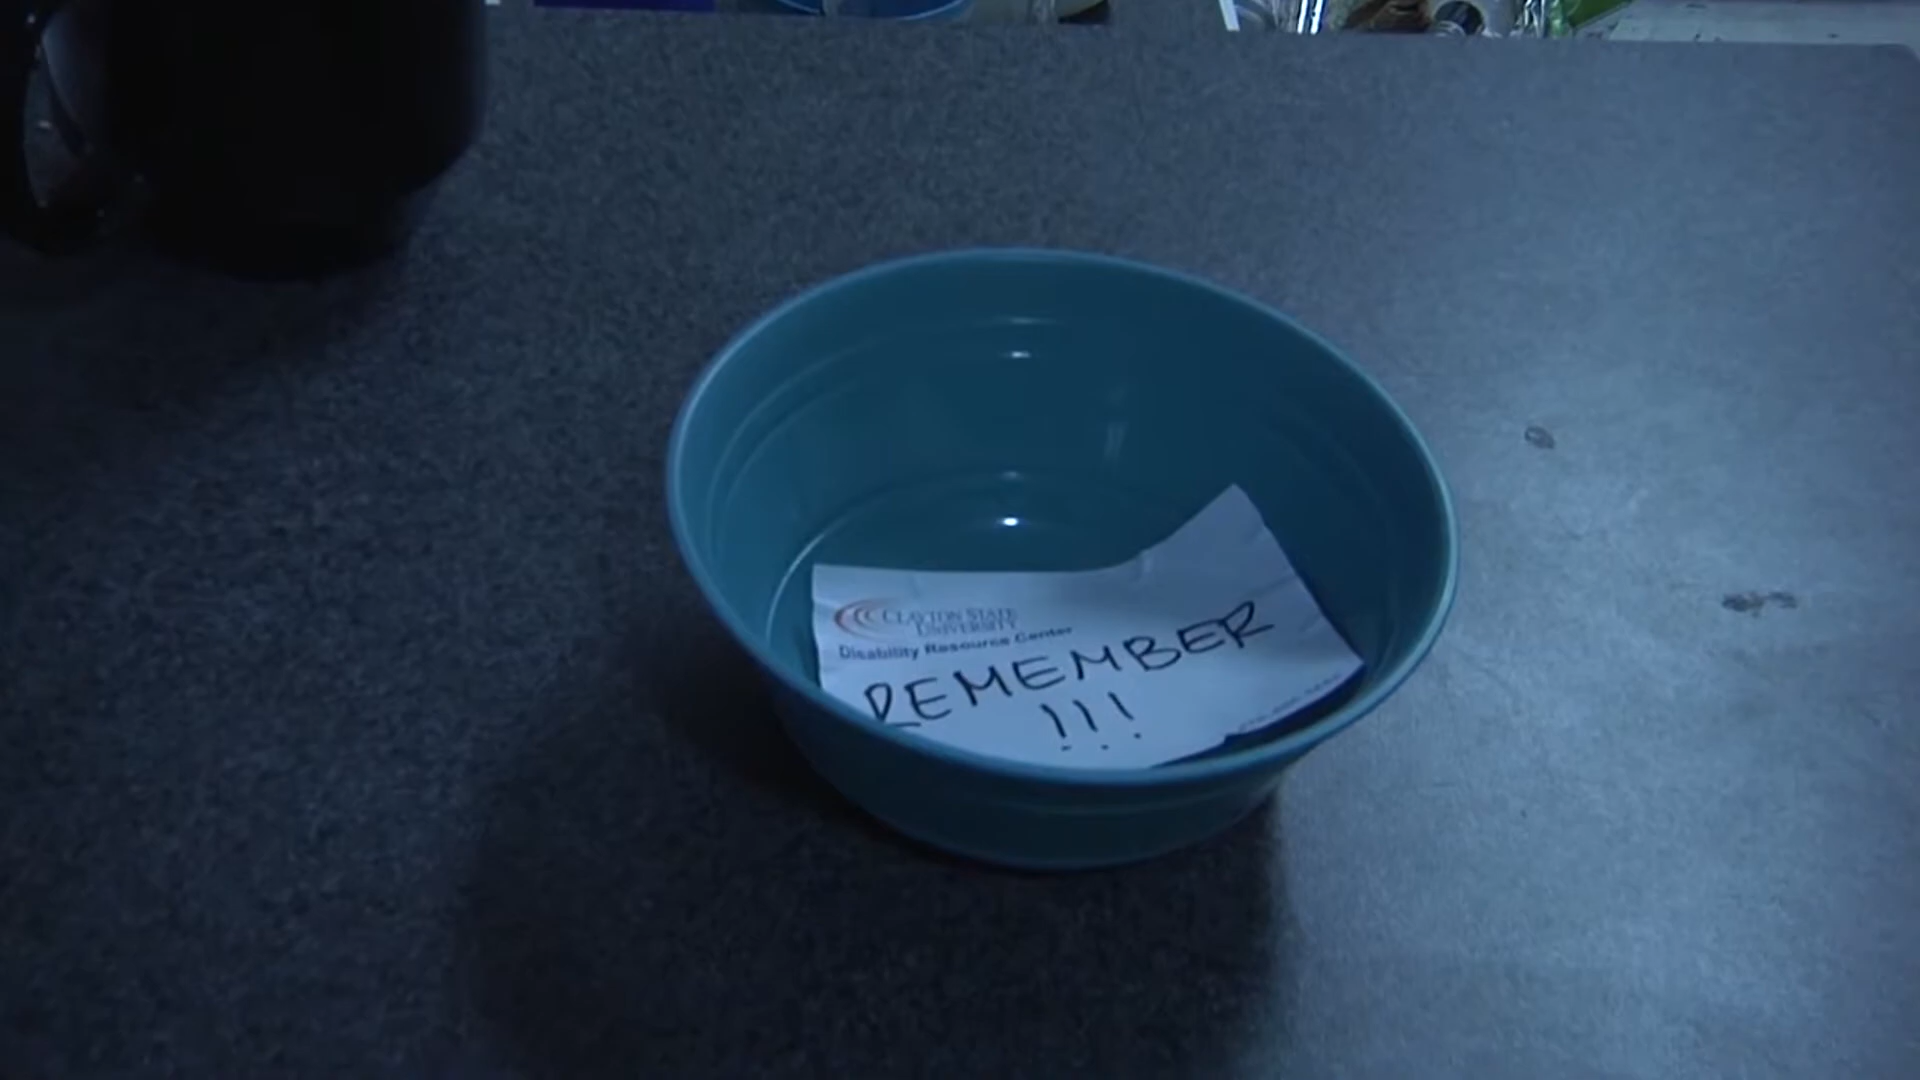 CLAYTON STATE
UNIVERSITY
Disability Resource Center
REMEMBER
!!!